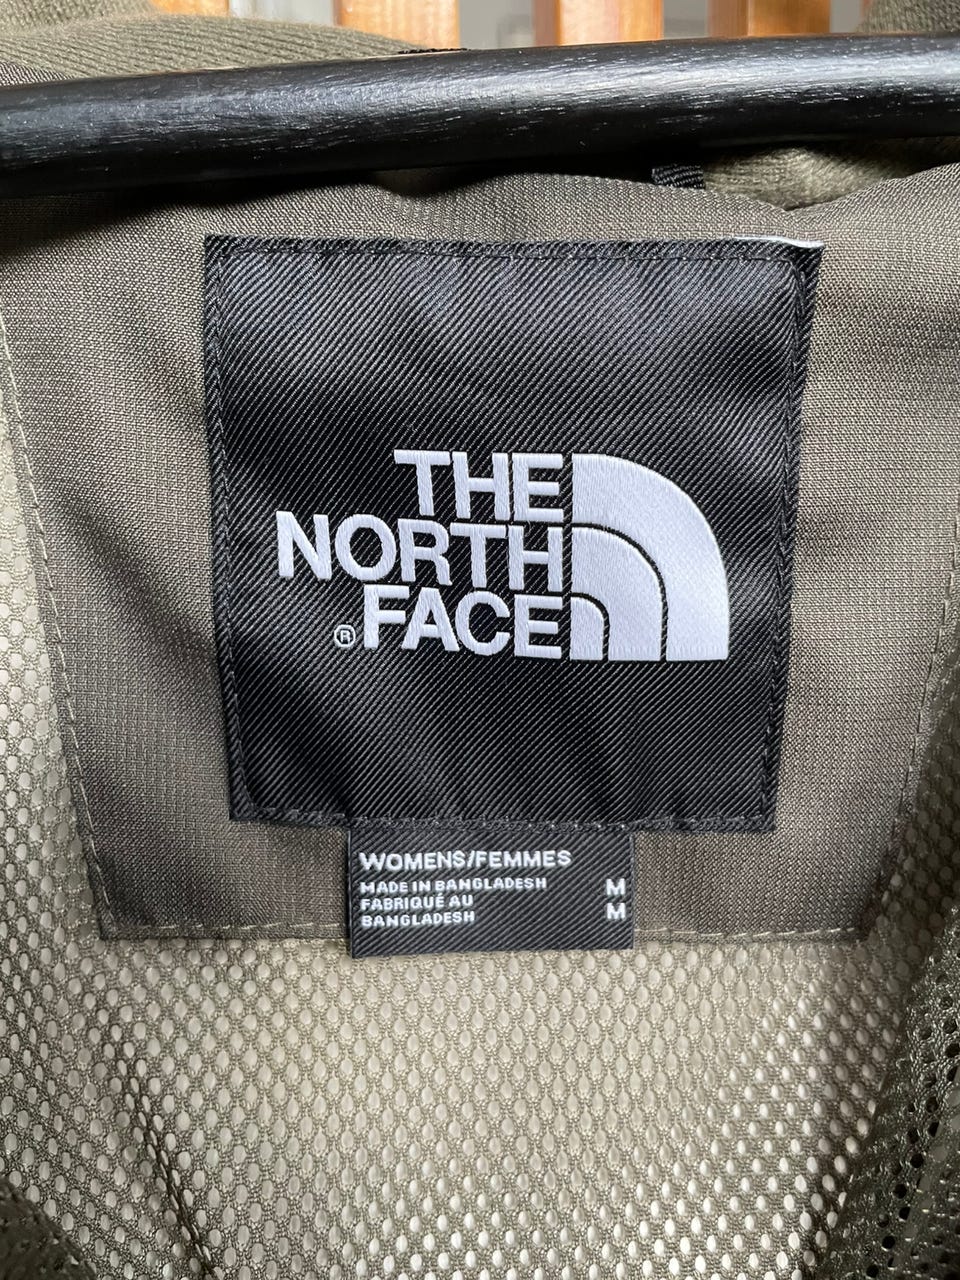 THE
NORTH
® FACE
WOMENS/FEMMES
MADE IN BANGLADESH M
FABRIQUÉ AU M
BANGLADESH